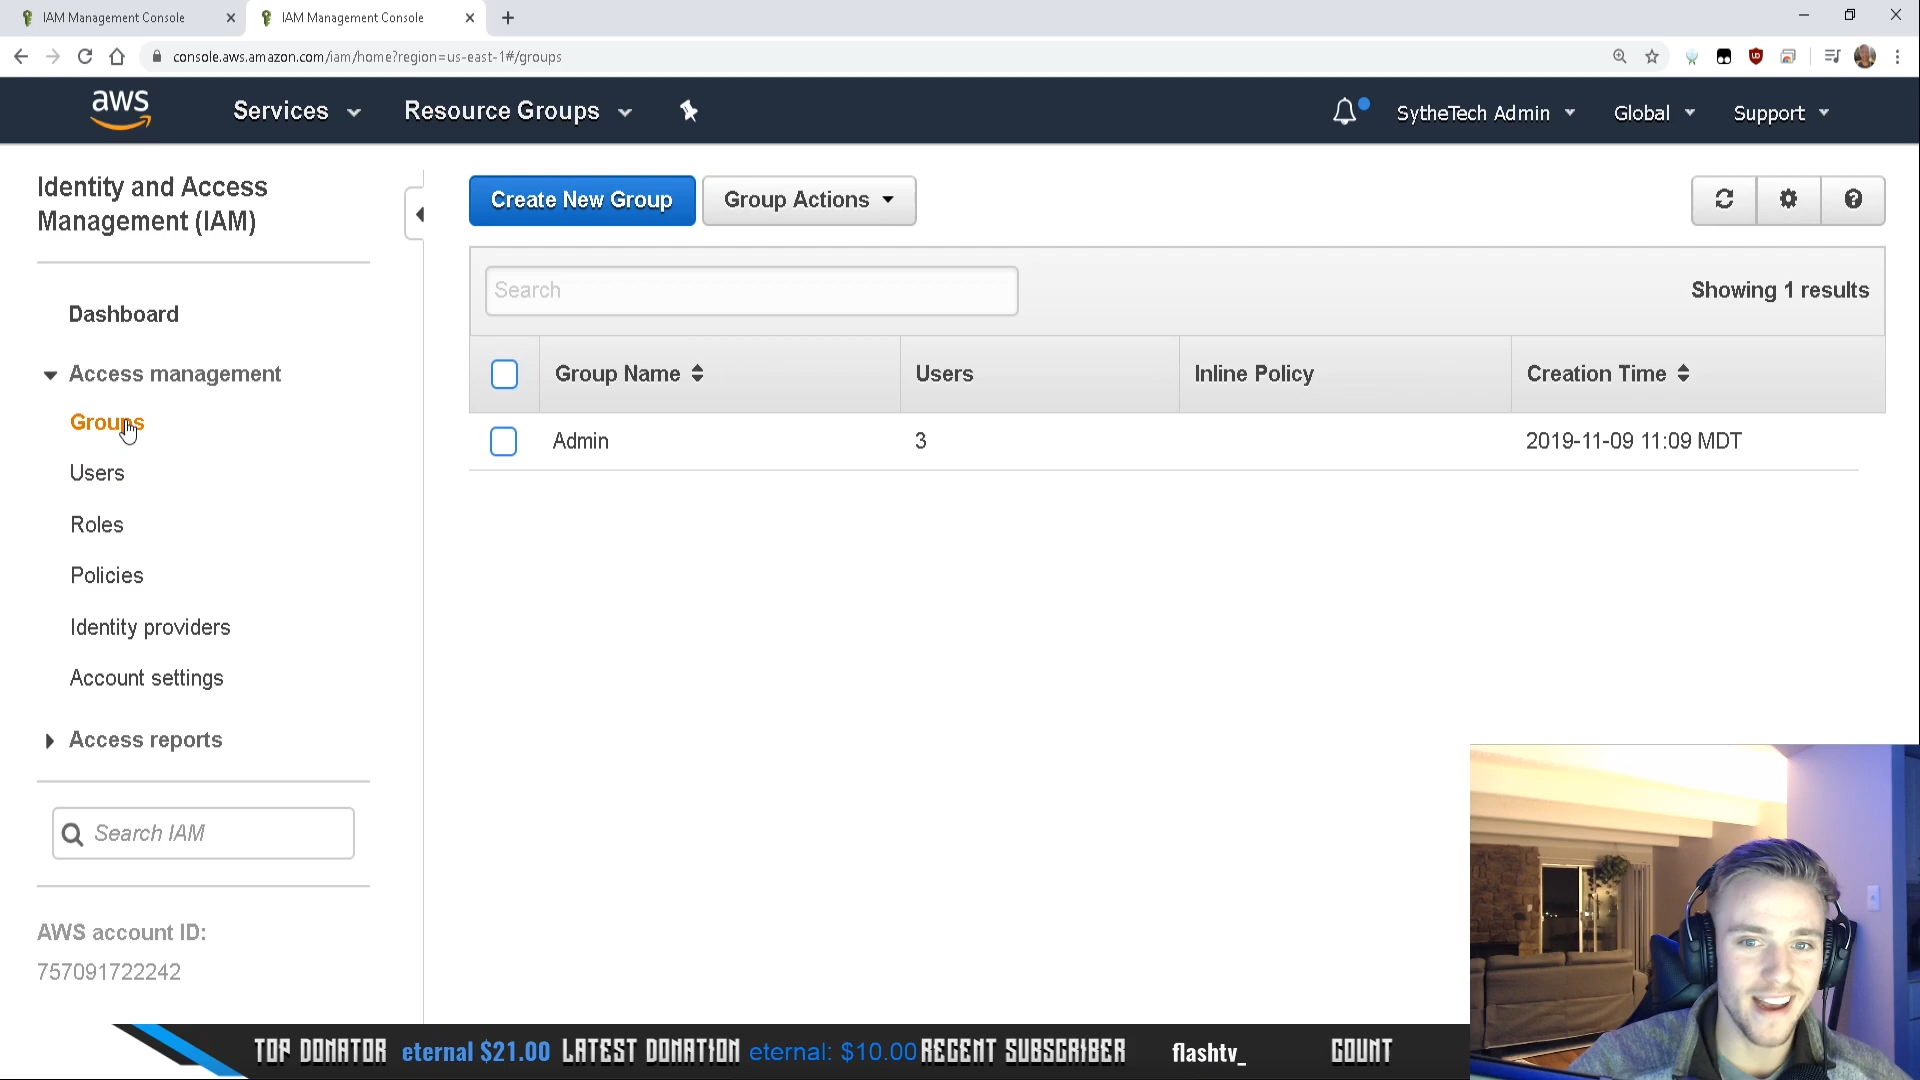 IAM Management Console
IAM Management Console
console.aws.amazon.com/iam/home?region=us-east-1#/groups
aws
Services
Resource Groups
SytheTech Admin
Global
Support
Identity and Access
Management (IAM)
Dashboard
Access management
Groups
Users
Roles
Policies
Identity providers
Account settings
Access reports
Search IAM
AWS account ID:
757091722242
Create New Group
Group Actions
Search
Showing 1 results
Group Name
Users
Inline Policy
Creation Time
Admin
3
2019-11-09 11:09 MDT
TOP DONATOR eternal $21.00 LATEST DONATION eternal: $10.00 RECENT SUBSCRIBER flashtv_ COUNT